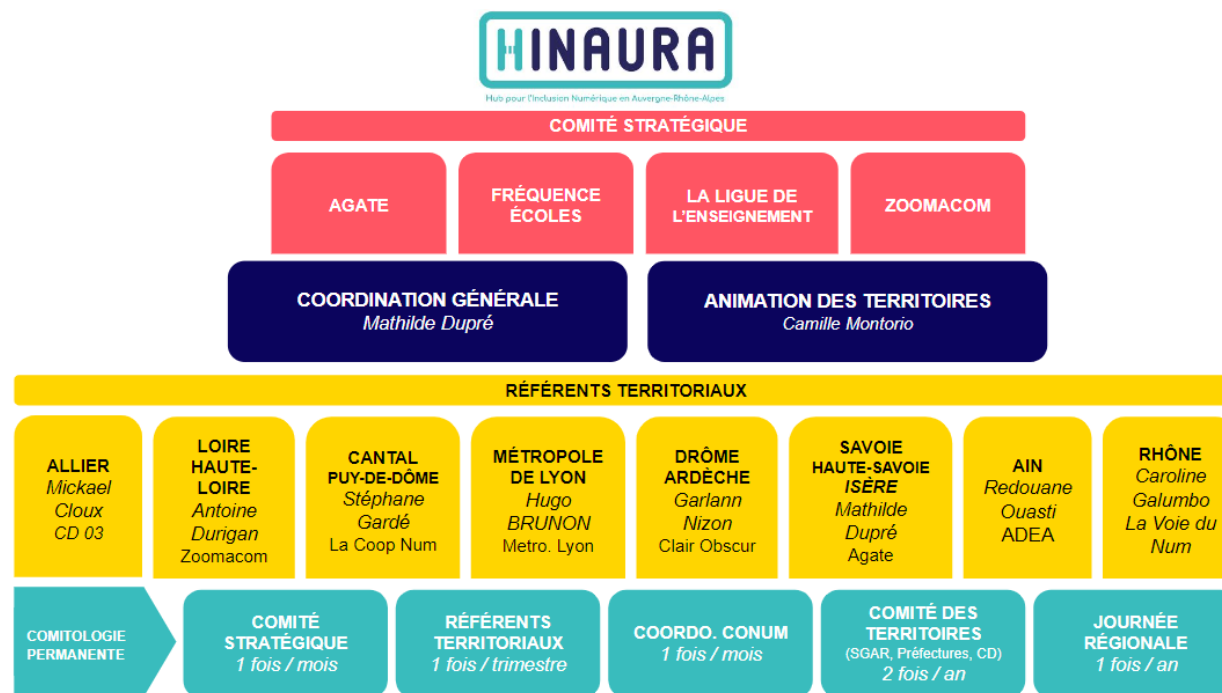 HINAURA
Hub pour l'Inclusion Numérique en Auvergne-Rhône-Alpes
COMITÉ STRATÉGIQUE
AGATE
FRÉQUENCE
ÉCOLES
LA LIGUE DE
L'ENSEIGNEMENT
ZOOMACOM
COORDINATION GÉNÉRALE
Mathilde Dupré
ANIMATION DES TERRITOIRES
Camille Montorio
RÉFÉRENTS TERRITORIAUX
ALLIER
Mickael
Cloux
CD 03
LOIRE
HAUTE-
LOIRE
Antoine
Durigan
Zoomacom
CANTAL
PUY-DE-DÔME
Stéphane
Gardé
La Coop Num
MÉTROPOLE
DE LYON
Hugo
BRUNON
Metro. Lyon
DRÔME
ARDÈCHE
Garlann
Nizon
Clair Obscur
SAVOIE
HAUTE-SAVOIE
ISÈRE
Mathilde
Dupré
Agate
AIN
Redouane
Ouasti
ADEA
RHÔNE
Caroline
Galumbo
La Voie du
Num
COMITOLOGIE
PERMANENTE
COMITÉ
STRATÉGIQUE
1 fois / mois
RÉFÉRENTS
TERRITORIAUX
1 fois / trimestre
COORDO. CONUM
1 fois / mois
COMITÉ DES
TERRITOIRES
(SGAR, Préfectures, CD)
2 fois / an
JOURNÉE
RÉGIONALE
1 fois / an